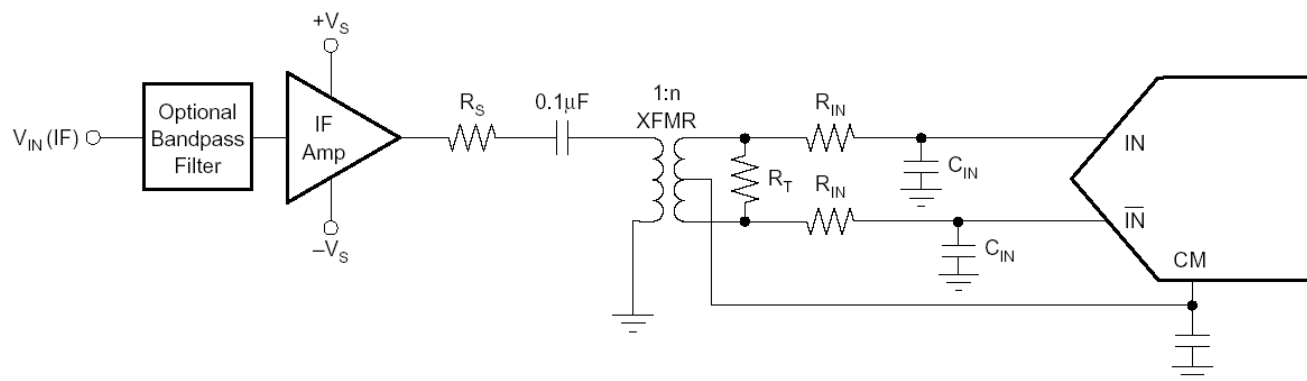 +V_S
V_IN (IF)
Optional
Bandpass
Filter
IF
Amp
–V_S
R_S
0.1µF
1:n
XFMR
R_T
R_IN
R_IN
C_IN
C_IN
IN
I̅N̅
CM